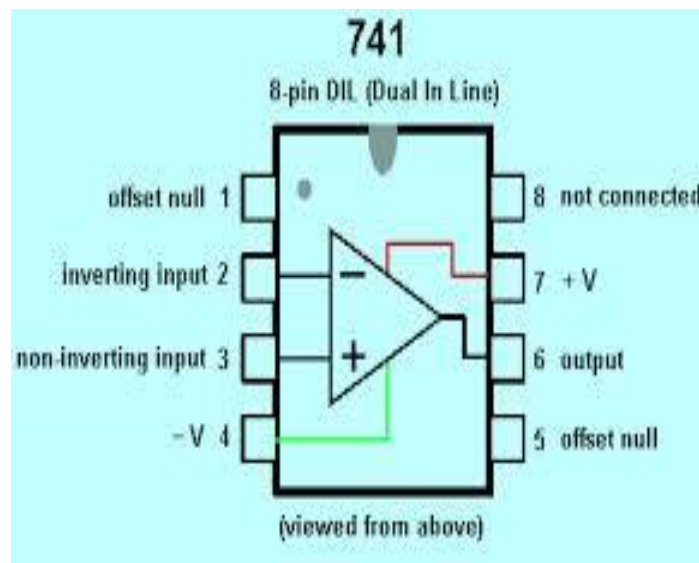 741
8-pin DIL (Dual In Line)
offset null 1
8 not connected
inverting input 2
−
7 +V
non-inverting input 3
+
6 output
−V 4
5 offset null
(viewed from above)